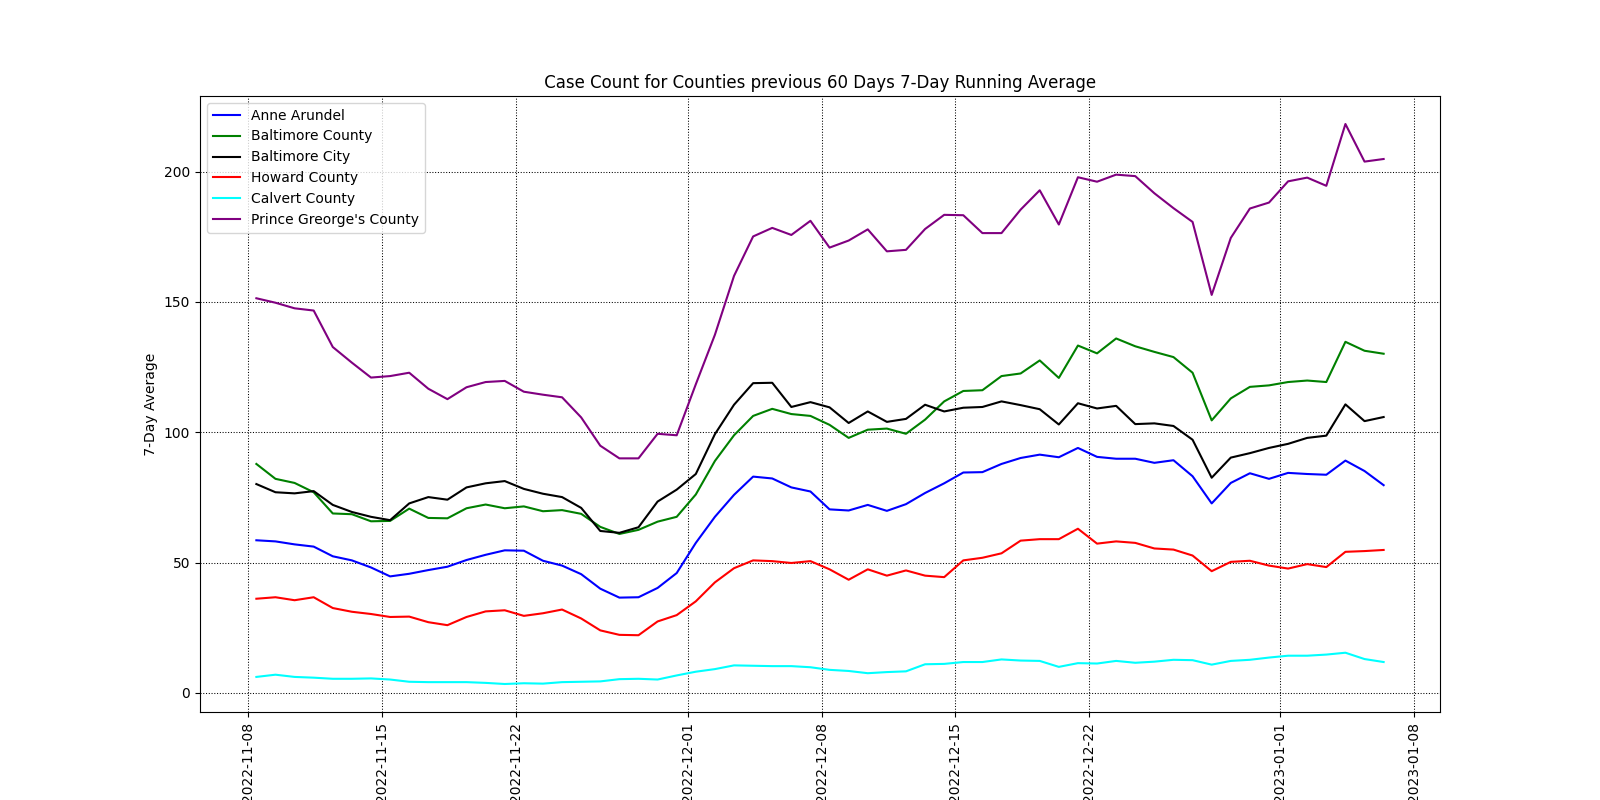 Case Count for Counties previous 60 Days 7-Day Running Average
Anne Arundel
Baltimore County
Baltimore City
Howard County
Calvert County
Prince Greorge's County
7-Day Average
200
150
100
50
0
2022-11-08
2022-11-15
2022-11-22
2022-12-01
2022-12-08
2022-12-15
2022-12-22
2023-01-01
2023-01-08